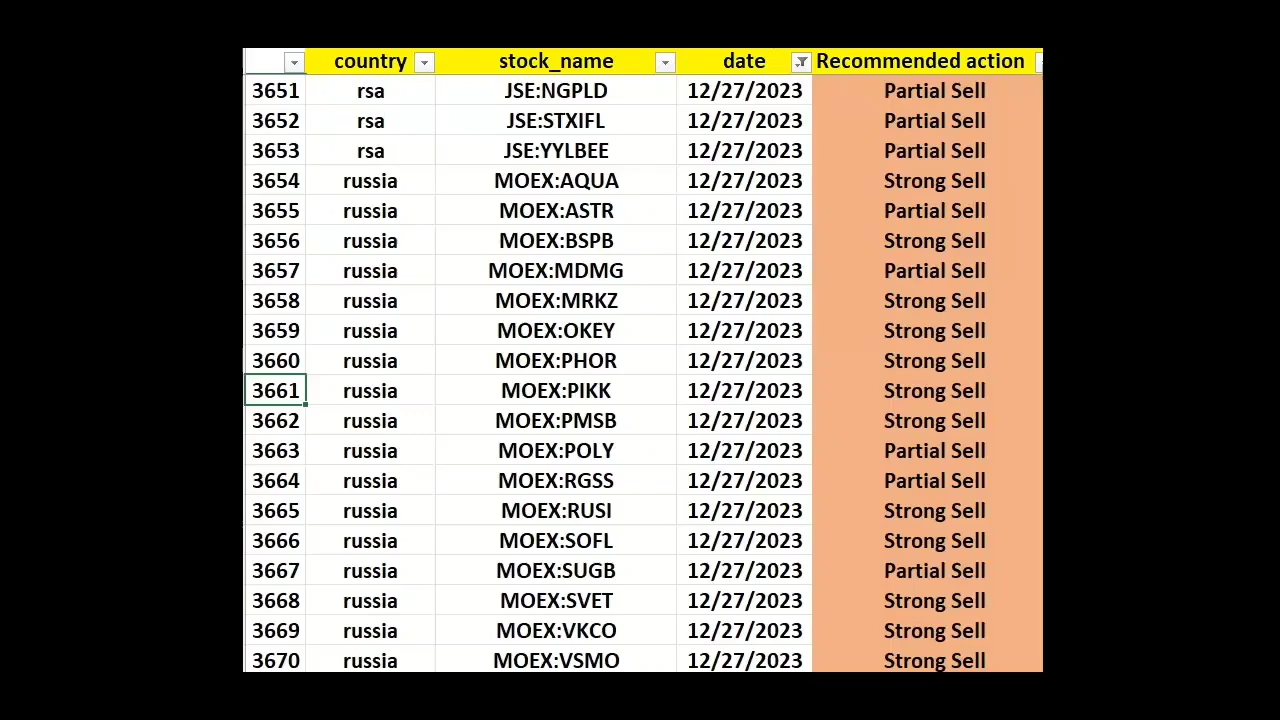 country stock_name date Recommended action
3651 rsa JSE:NGPLD 12/27/2023 Partial Sell
3652 rsa JSE:STXIFL 12/27/2023 Partial Sell
3653 rsa JSE:YYLBEE 12/27/2023 Partial Sell
3654 russia MOEX:AQUA 12/27/2023 Strong Sell
3655 russia MOEX:ASTR 12/27/2023 Partial Sell
3656 russia MOEX:BSPB 12/27/2023 Strong Sell
3657 russia MOEX:MDMG 12/27/2023 Partial Sell
3658 russia MOEX:MRKZ 12/27/2023 Strong Sell
3659 russia MOEX:OKEY 12/27/2023 Strong Sell
3660 russia MOEX:PHOR 12/27/2023 Strong Sell
3661 russia MOEX:PIKK 12/27/2023 Strong Sell
3662 russia MOEX:PMSB 12/27/2023 Strong Sell
3663 russia MOEX:POLY 12/27/2023 Partial Sell
3664 russia MOEX:RGSS 12/27/2023 Partial Sell
3665 russia MOEX:RUSI 12/27/2023 Strong Sell
3666 russia MOEX:SOFL 12/27/2023 Strong Sell
3667 russia MOEX:SUGB 12/27/2023 Partial Sell
3668 russia MOEX:SVET 12/27/2023 Strong Sell
3669 russia MOEX:VKCO 12/27/2023 Strong Sell
3670 russia MOEX:VSMO 12/27/2023 Strong Sell